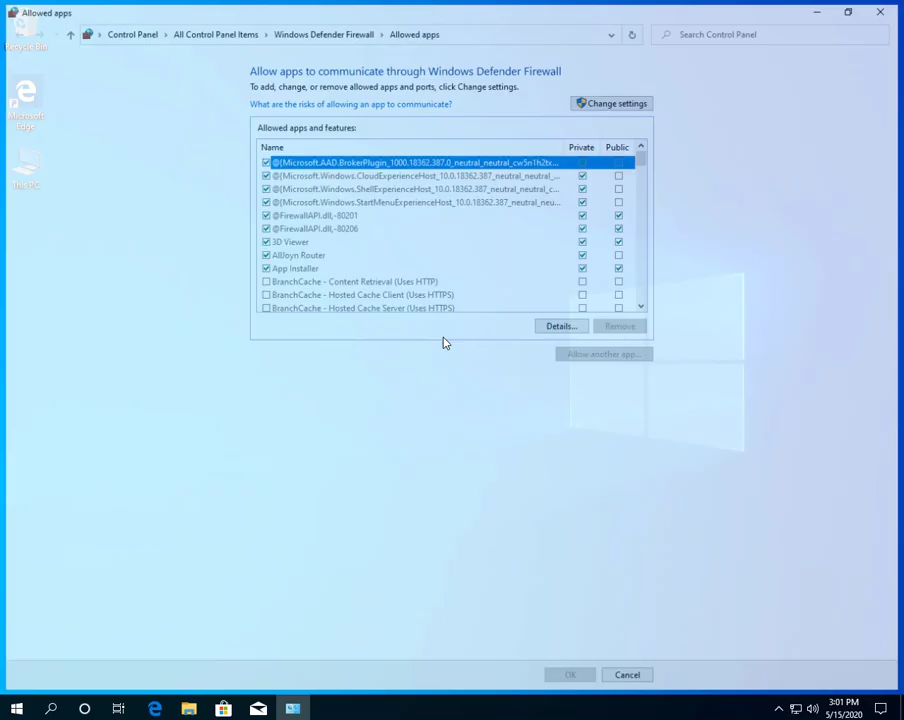 Allowed apps
Control Panel > All Control Panel Items > Windows Defender Firewall > Allowed apps
Search Control Panel
Recycle Bin
Microsoft Edge
This PC
Allow apps to communicate through Windows Defender Firewall
To add, change, or remove allowed apps and ports, click Change settings.
What are the risks of allowing an app to communicate?
Change settings
Allowed apps and features:
Name Private Public
@{Microsoft.AAD.BrokerPlugin_1000.18362.387.0_neutral_neutral_cw5n1h2tx...
@{Microsoft.Windows.CloudExperienceHost_10.0.18362.387_neutral_neutral_...
@{Microsoft.Windows.ShellExperienceHost_10.0.18362.387_neutral_neutral_c...
@{Microsoft.Windows.StartMenuExperienceHost_10.0.18362.387_neutral_neu...
@FirewallAPI.dll,-80201
@FirewallAPI.dll,-80206
3D Viewer
AllJoyn Router
App Installer
BranchCache - Content Retrieval (Uses HTTP)
BranchCache - Hosted Cache Client (Uses HTTPS)
BranchCache - Hosted Cache Server (Uses HTTPS)
Details... Remove
Allow another app...
OK Cancel
3:01 PM
5/15/2020